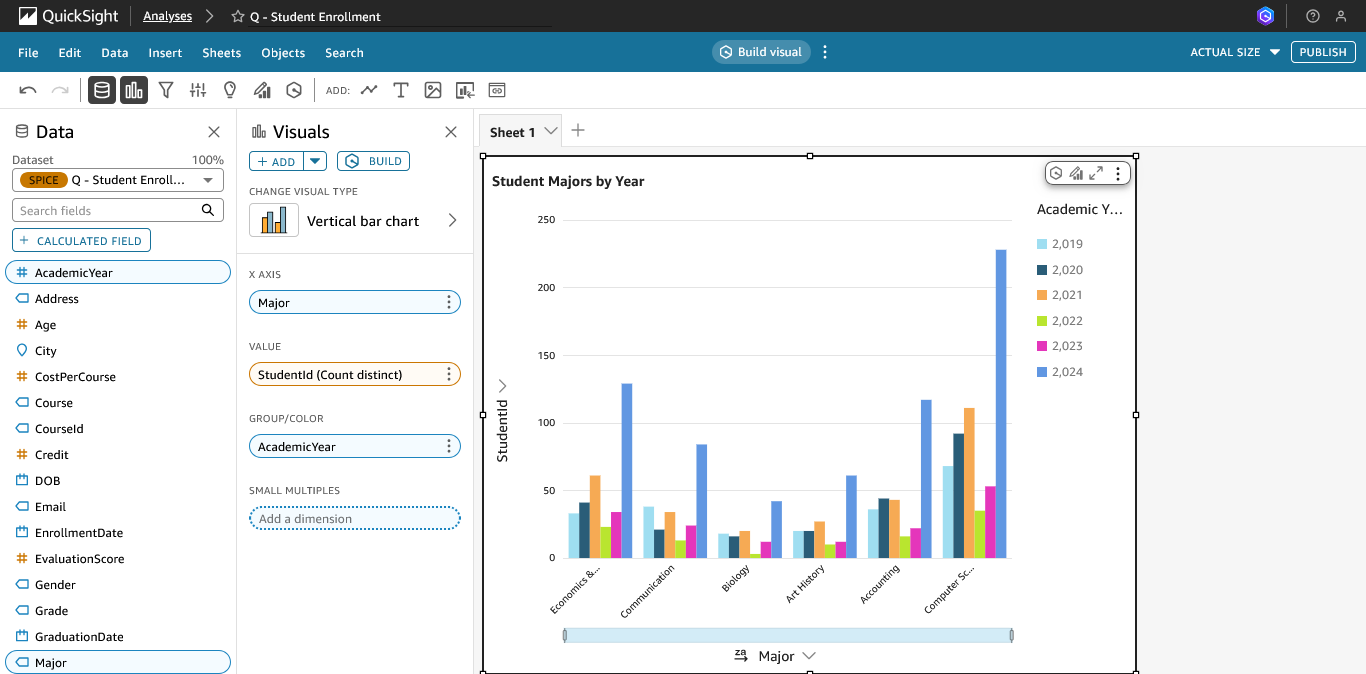 QuickSight
Analyses
Q - Student Enrollment
File
Edit
Data
Insert
Sheets
Objects
Search
Build visual
ACTUAL SIZE
PUBLISH
ADD:
Data
Dataset
100%
SPICE
Q - Student Enroll...
Search fields
+ CALCULATED FIELD
AcademicYear
Address
Age
City
CostPerCourse
Course
CourseId
Credit
DOB
Email
EnrollmentDate
EvaluationScore
Gender
Grade
GraduationDate
Major
Visuals
+ ADD
BUILD
CHANGE VISUAL TYPE
Vertical bar chart
X AXIS
Major
VALUE
StudentId (Count distinct)
GROUP/COLOR
AcademicYear
SMALL MULTIPLES
Add a dimension
Sheet 1
Student Majors by Year
250
200
150
100
50
0
StudentId
Economics &...
Communication
Biology
Art History
Accounting
Computer Sc...
za
Major
Academic Y...
2,019
2,020
2,021
2,022
2,023
2,024